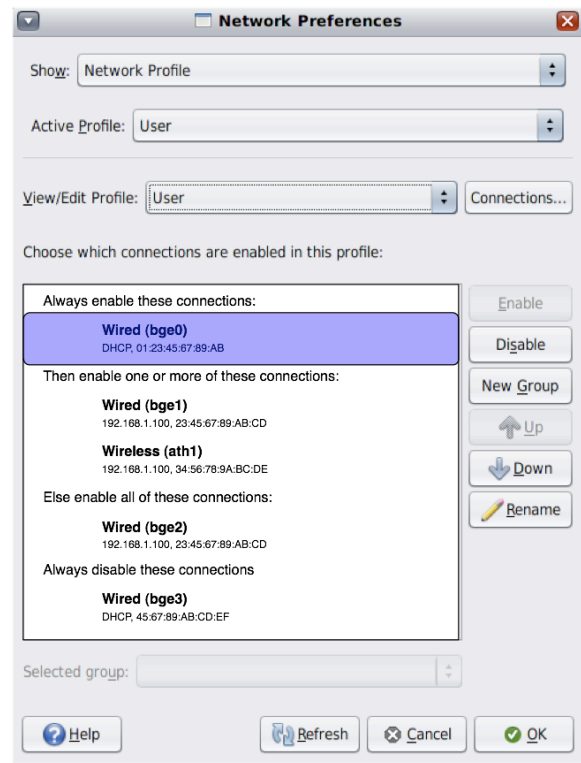 Network Preferences
Show: Network Profile
Active Profile: User
View/Edit Profile: User Connections...
Choose which connections are enabled in this profile:
Always enable these connections:
Wired (bge0)
DHCP, 01:23:45:67:89:AB
Then enable one or more of these connections:
Wired (bge1)
192.168.1.100, 23:45:67:89:AB:CD
Wireless (ath1)
192.168.1.100, 34:56:78:9A:BC:DE
Else enable all of these connections:
Wired (bge2)
192.168.1.100, 23:45:67:89:AB:CD
Always disable these connections
Wired (bge3)
DHCP, 45:67:89:AB:CD:EF
Enable
Disable
New Group
Up
Down
Rename
Selected group:
Help Refresh Cancel OK